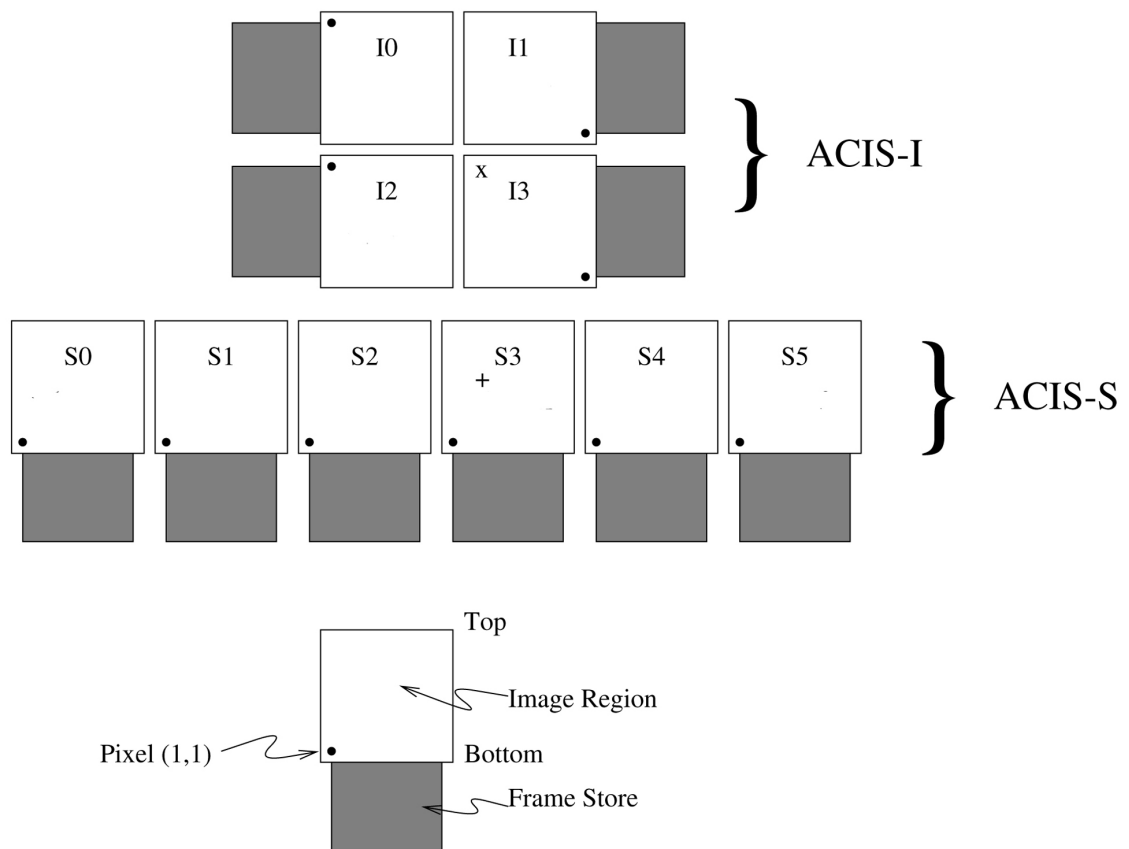 I0 I1
ACIS-I
x
I2 I3
S0 S1 S2 S3 S4 S5
+
ACIS-S
Top
Image Region
Pixel (1,1) Bottom
Frame Store